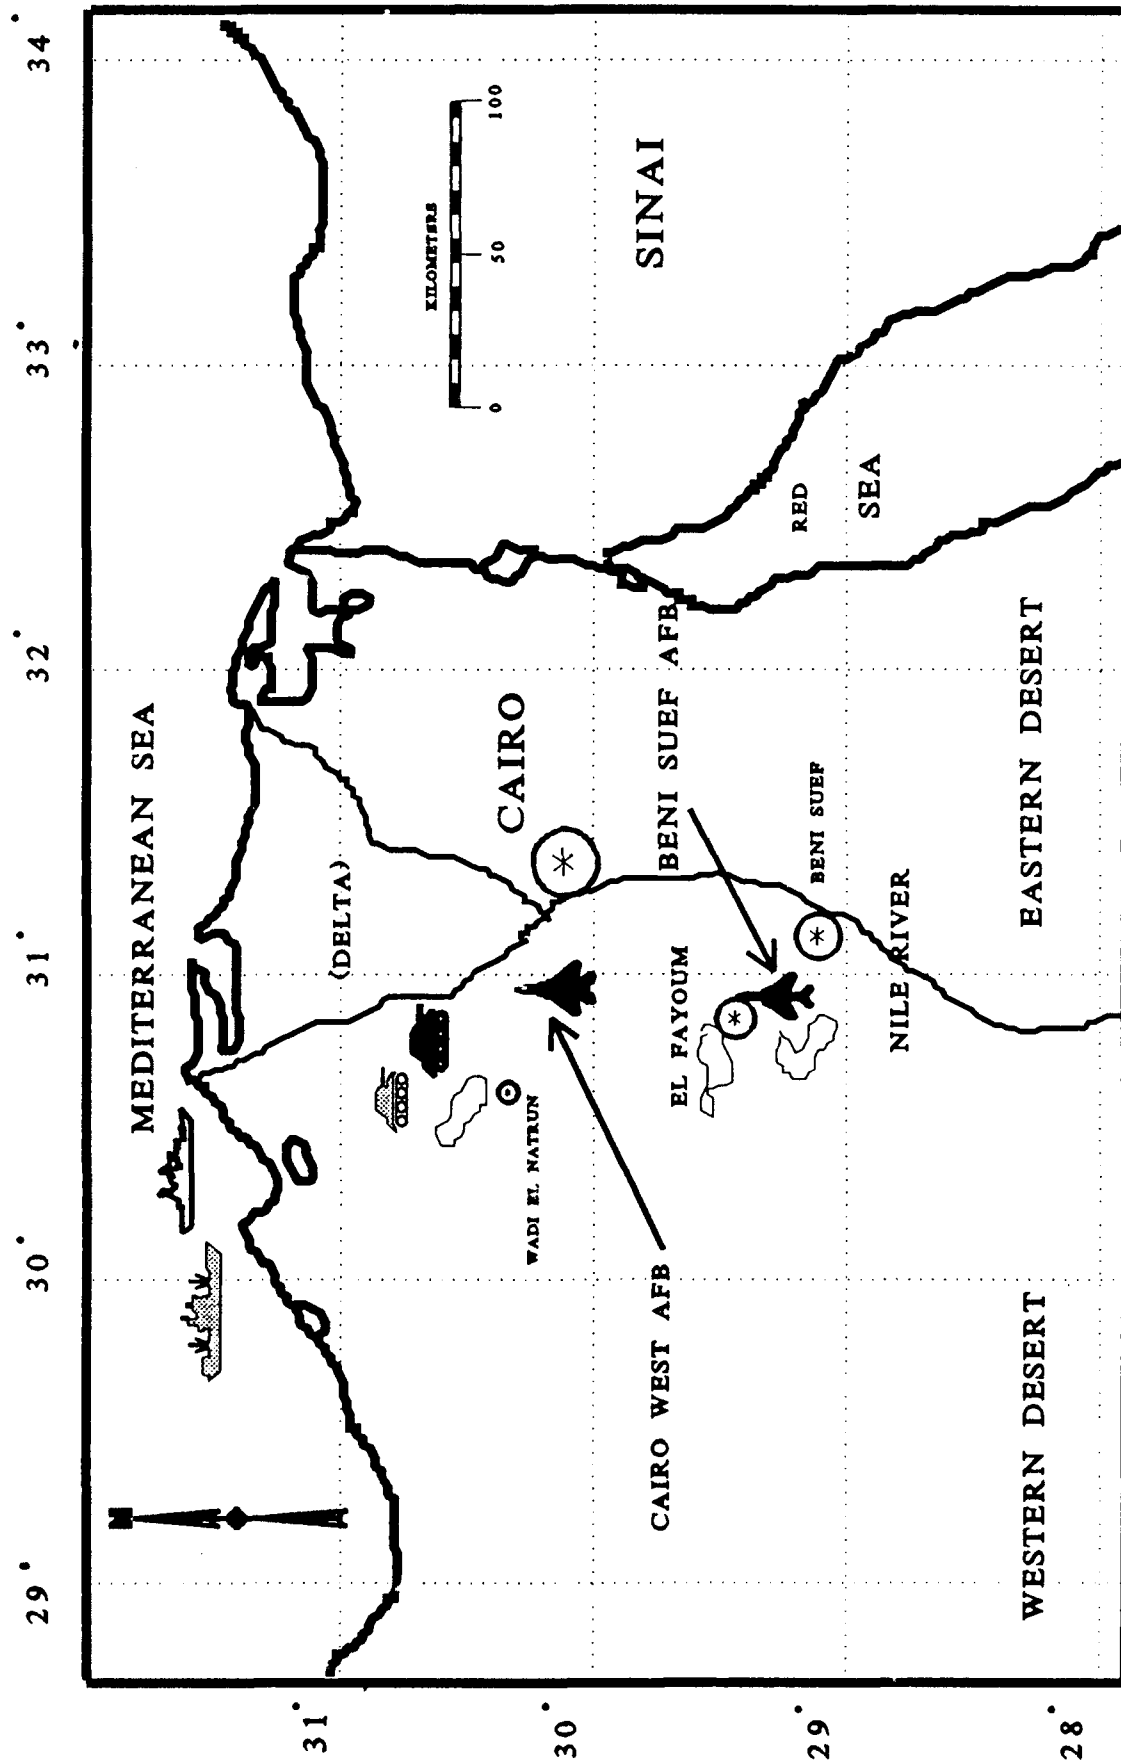 29°
30°
31°
32°
33°
34°
N
MEDITERRANEAN SEA
31°
(DELTA)
KILOMETSRS
0
50
100
CAIRO
WADI EL NATRUN
30°
SINAI
CAIRO WEST AFB
EL FAYOUM
BENI SUEF AFB
RED
SEA
BENI SUEF
29°
NILE RIVER
WESTERN DESERT
EASTERN DESERT
28°